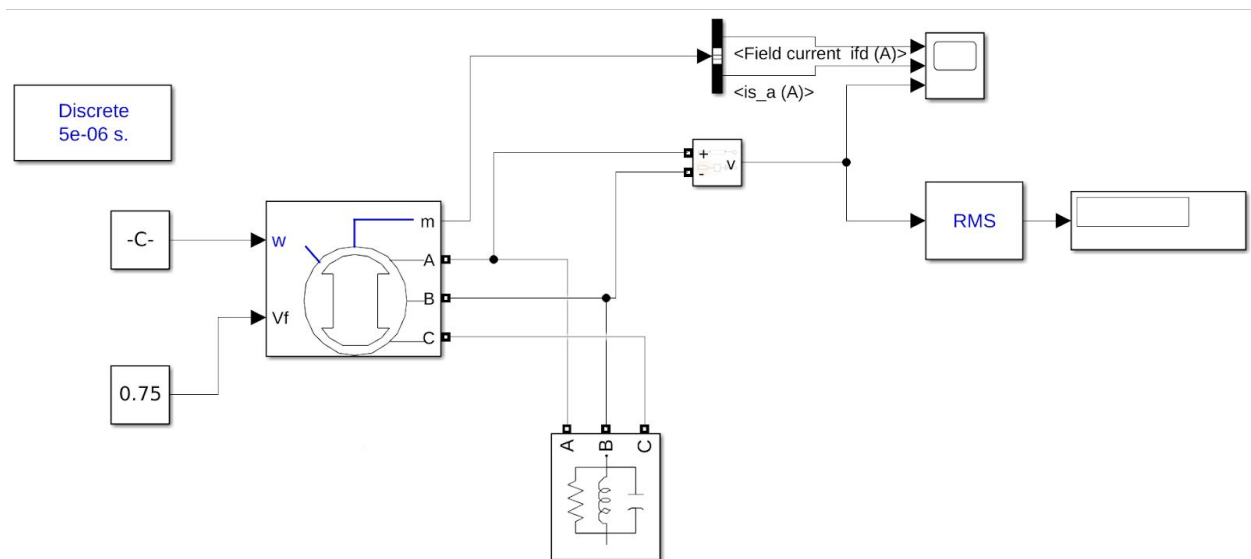 <Field current ifd (A)>
<is_a (A)>
Discrete
5e-06 s.
+
-
v
m
-C-
w
A
B
C
Vf
RMS
0.75
A
B
C